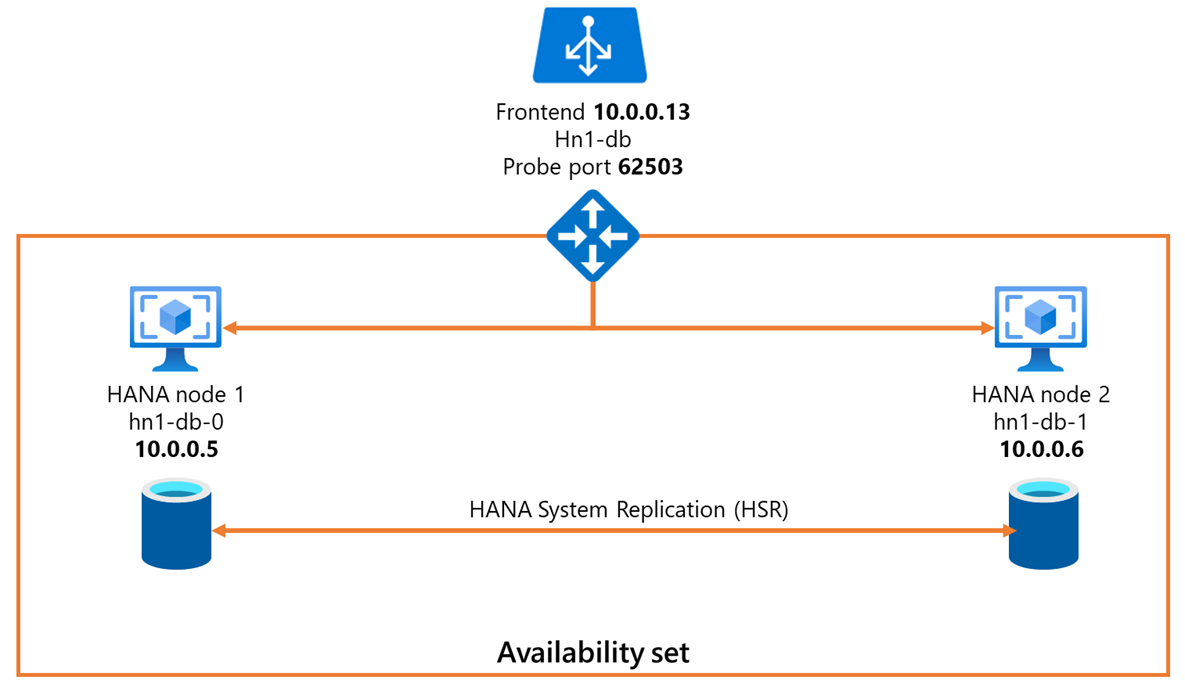 Frontend 10.0.0.13
Hn1-db
Probe port 62503
HANA node 1
hn1-db-0
10.0.0.5
HANA node 2
hn1-db-1
10.0.0.6
HANA System Replication (HSR)
Availability set